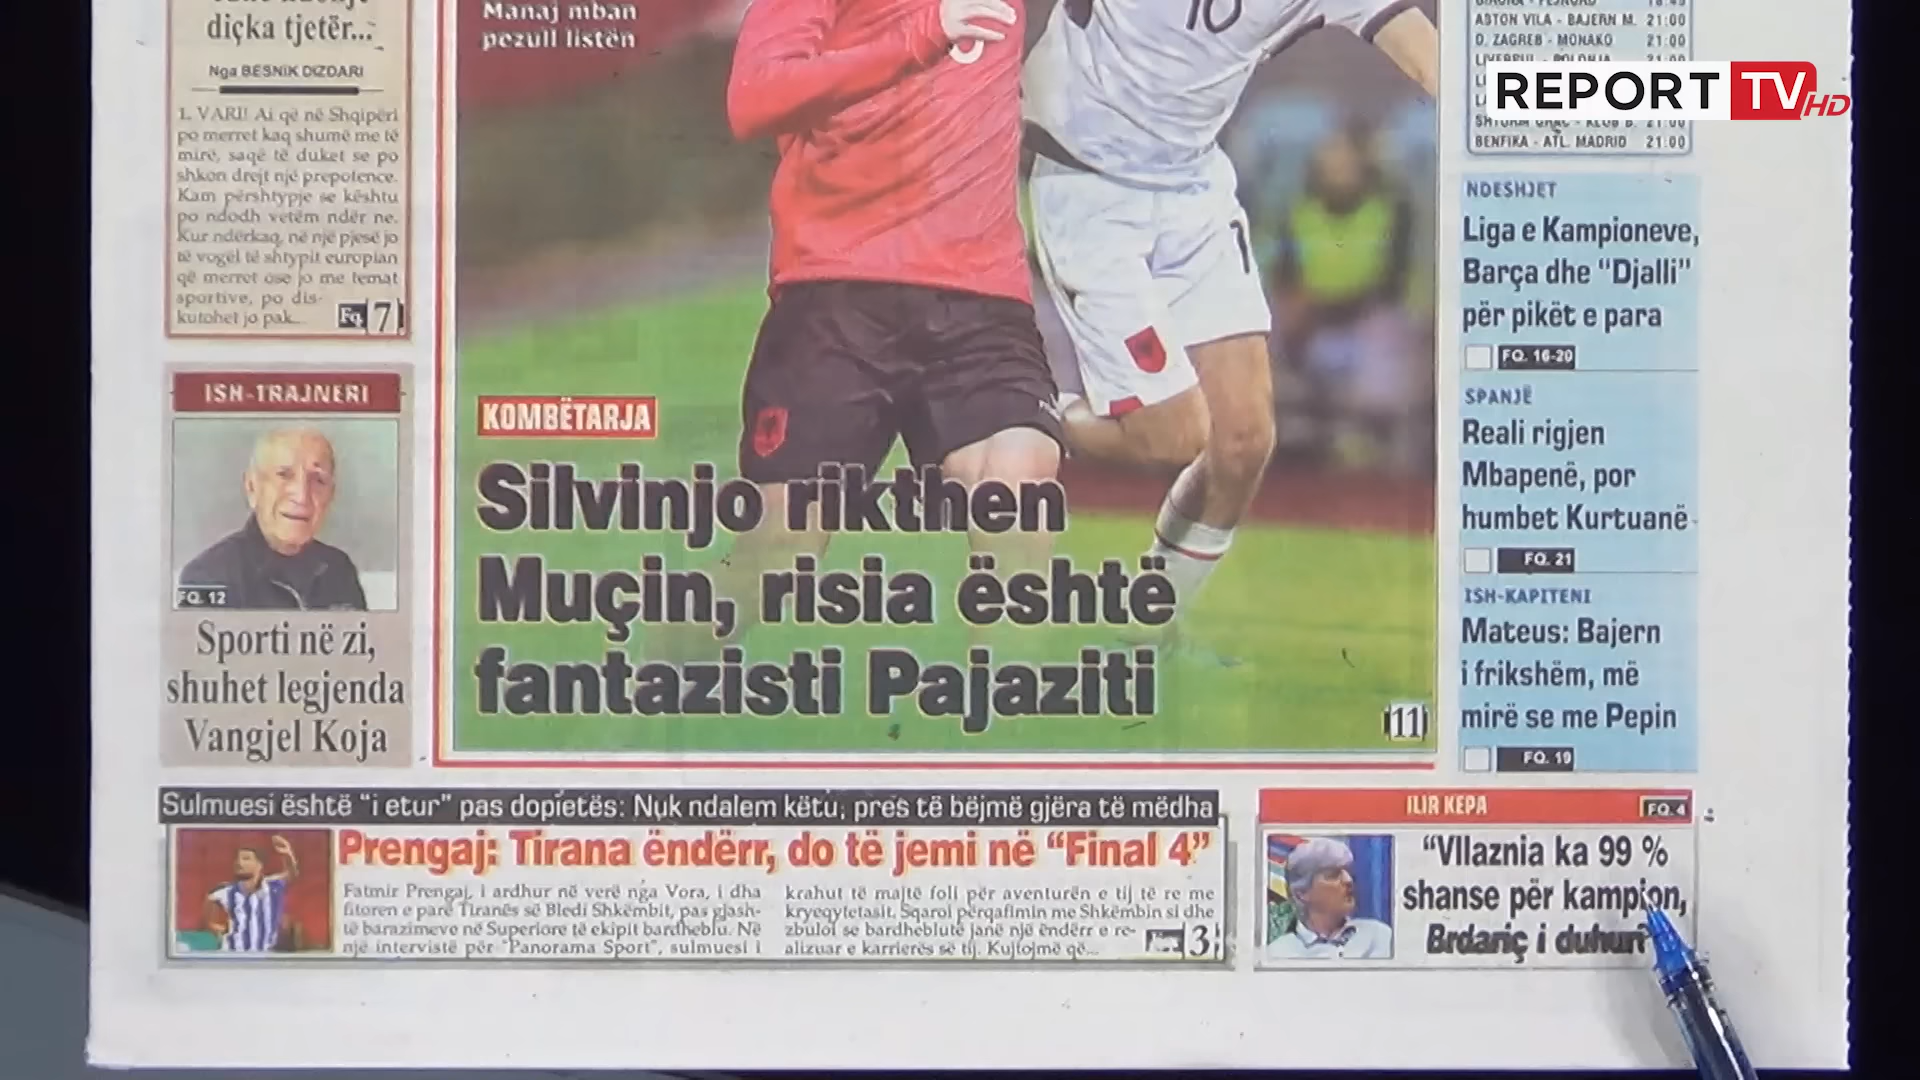 diçka tjetër...
Nga BESNIK DIZDARI
1. VARI! Ai që në Shqipëri
po merret kaq shumë me të
mirë, saqë të duket se po
shkon drejt një prepotence.
Kam përshtypje se kështu
po ndodh vetëm ndër ne.
Kur ndërkaq, në një pjesë jo
të vogël të shtypit europian
që merret ose jo me temat
sportive, po dis-
kutohet jo pak...
Fq. 7
ISH-TRAJNERI
FQ. 12
Sporti në zi,
shuhet legjenda
Vangjel Koja
Manaj mban
pezull listën
10
KOMBËTARJA
Silvinjo rikthen
Muçin, risia është
fantazisti Pajaziti
11
ASTON VILA - BAJERN M. 21:00
D. ZAGREB - MONAKO 21:00
REPORT TV HD
BENFIKA - ATL. MADRID 21:00
NDESHJET
Liga e Kampioneve,
Barça dhe “Djalli”
për pikët e para
FQ. 16-20
SPANJË
Reali rigjen
Mbapenë, por
humbet Kurtuanë
FQ. 21
ISH-KAPITENI
Mateus: Bajern
i frikshëm, më
mirë se me Pepin
FQ. 19
Sulmuesi është “i etur” pas dopietës: Nuk ndalem këtu, pres të bëjmë gjëra të mëdha
Prengaj: Tirana ëndërr, do të jemi në “Final 4”
Fatmir Prengaj, i ardhur në verë nga Vora, i dha
fitoren e parë Tiranës së Bledi Shkëmbit, pas gjash-
të barazimeve në Superiore të ekipit bardheblu. Në
një intervistë për “Panorama Sport”, sulmuesi i
krahut të majtë foli për aventurën e tij të re me
kryeqytetasit. Sqaroi përqafimin me Shkëmbin si dhe
zbuloi se bardheblutë janë një ëndërr e re-
alizuar e karrierës së tij. Kujtojmë që...
3
ILIR KEPA
FQ. 4
“Vllaznia ka 99 %
shanse për kampion,
Brdariç i duhur”